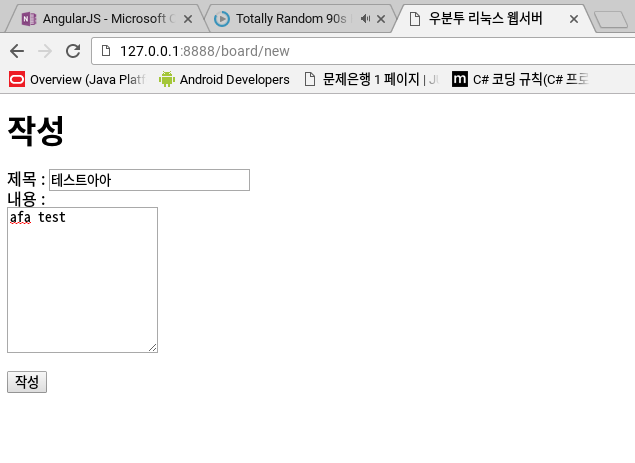 AngularJS - Microsoft
Totally Random 90s
우분투 리눅스 웹서버
127.0.0.1:8888/board/new
Overview (Java Platf
Android Developers
문제은행 1 페이지 |
C# 코딩 규칙(C# 프로
작성
제목 : 테스트아아
내용 :
afa test
작성